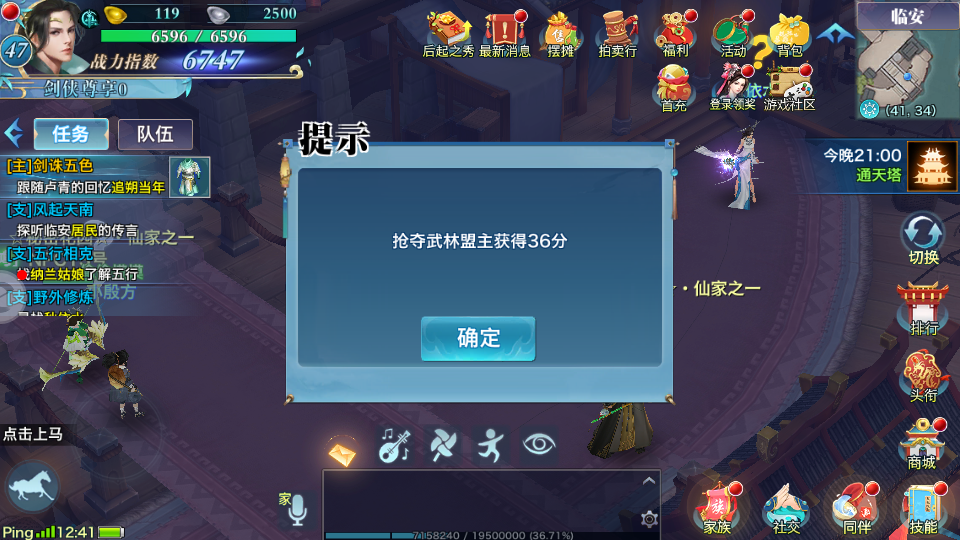 119
2500
47
6596 / 6596
战力指数 6747
剑侠尊享0
后起之秀
最新消息
摆摊
拍卖行
福利
活动
背包
首充
登录领奖
游戏社区
临安
(41, 34)
任务
队伍
[主]剑诛五色
跟随卢青的回忆追朔当年
[支]风起天南
探听临安居民的传言
[支]五行相克
找纳兰姑娘了解五行
[支]野外修炼
仙家之一
提示
抢夺武林盟主获得36分
确定
今晚21:00
通天塔
切换
·仙家之一
排行
头衔
商城
点击上马
家
7158240 / 19500000 (36.71%)
Ping
12:41
家族
社交
同伴
技能